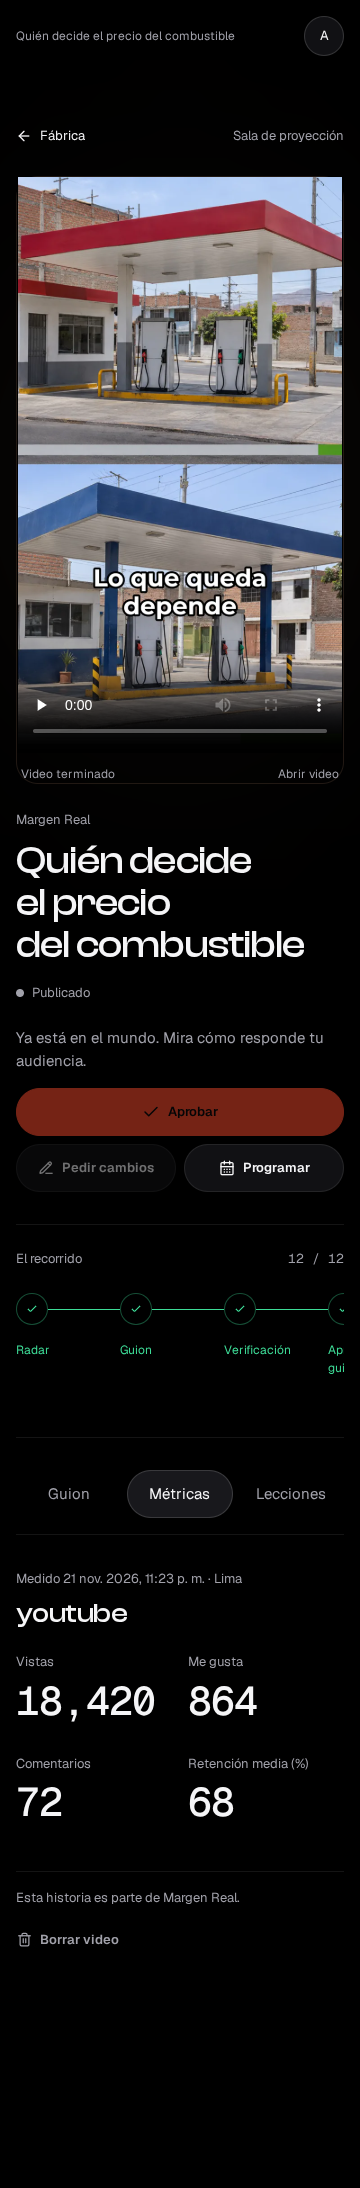 Quién decide el precio del combustible
A
Fábrica
Sala de proyección
Lo que queda
depende
0:00
Video terminado
Abrir video
Margen Real
Quién decide
el precio
del combustible
Publicado
Ya está en el mundo. Mira cómo responde tu
audiencia.
Aprobar
Pedir cambios
Programar
El recorrido
12 / 12
Radar
Guion
Verificación
Ap
gui
Guion
Métricas
Lecciones
Medido 21 nov. 2026, 11:23 p. m. · Lima
youtube
Vistas
Me gusta
18,420
864
Comentarios
Retención media (%)
72
68
Esta historia es parte de Margen Real.
Borrar video